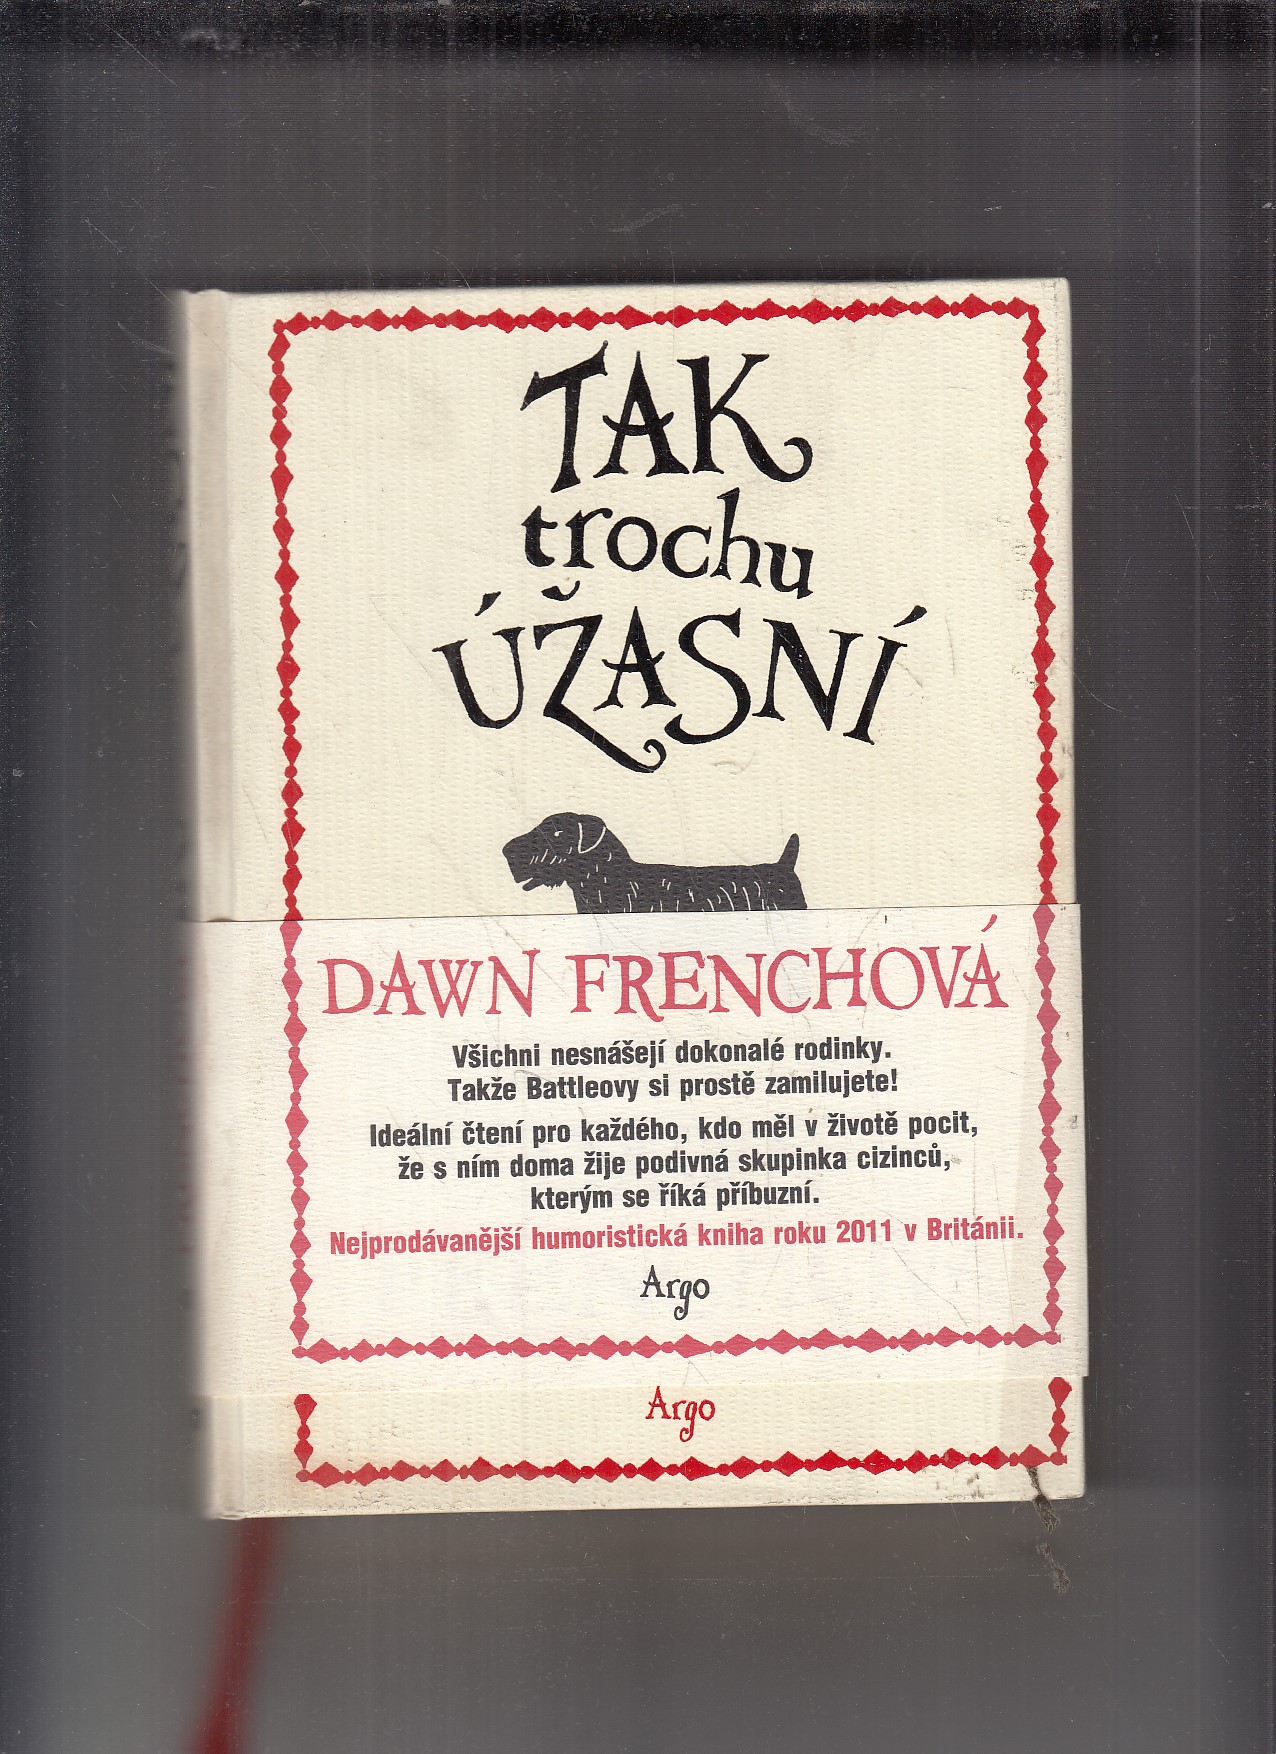 TAK
trochu
ÚŽASNÍ
DAWN FRENCHOVÁ
Všichni nesnášejí dokonalé rodinky.
Takže Battleovy si prostě zamilujete!
Ideální čtení pro každého, kdo měl v životě pocit,
že s ním doma žije podivná skupinka cizinců,
kterým se říká příbuzní.
Nejprodávanější humoristická kniha roku 2011 v Británii.
Argo
Argo